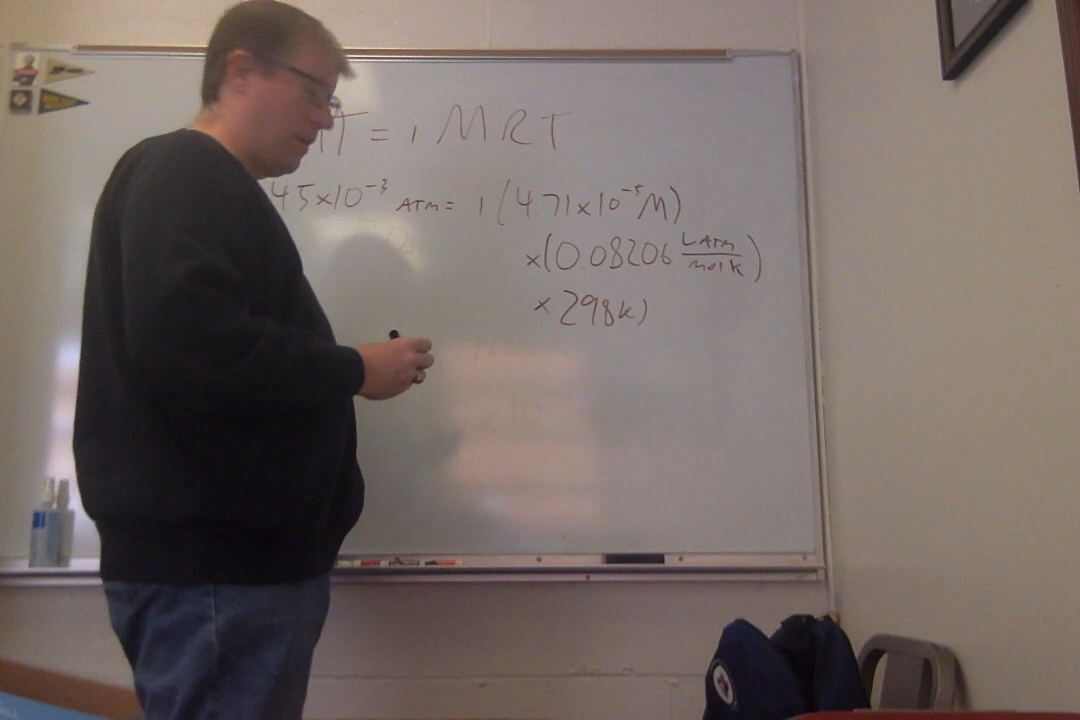 π = i M R T
45 x 10⁻³ ATM = 1 (4.71 x 10⁻⁵ M)
x (0.08206 L ATM / mol K)
x 298 K)